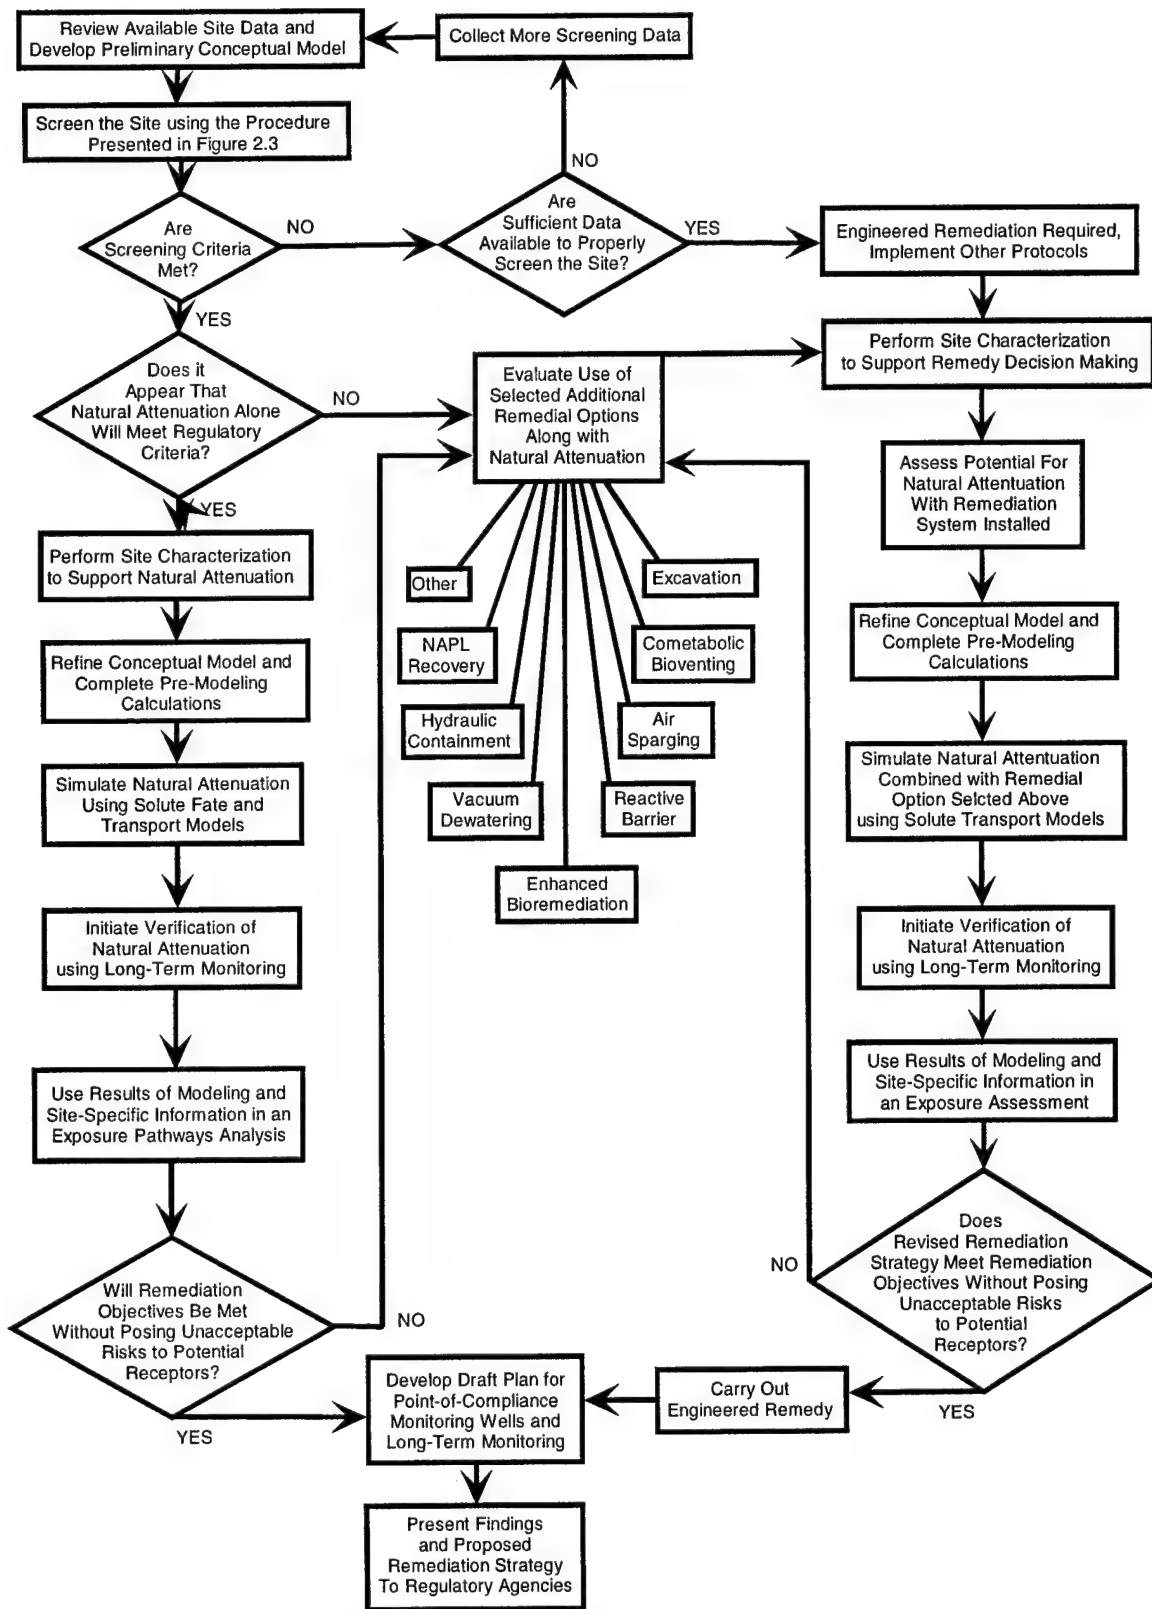 Review Available Site Data and
Develop Preliminary Conceptual Model
Collect More Screening Data
Screen the Site using the Procedure
Presented in Figure 2.3
NO
Are
Screening Criteria
Met?
NO
Are
Sufficient Data
Available to Properly
Screen the Site?
YES
Engineered Remediation Required,
Implement Other Protocols
YES
Does it
Appear That
Natural Attenuation Alone
Will Meet Regulatory
Criteria?
NO
Evaluate Use of
Selected Additional
Remedial Options
Along with
Natural Attenuation
Perform Site Characterization
to Support Remedy Decision Making
YES
Perform Site Characterization
to Support Natural Attenuation
Assess Potential For
Natural Attentuation
With Remediation
System Installed
Other
Excavation
NAPL
Recovery
Cometabolic
Bioventing
Hydraulic
Containment
Air
Sparging
Vacuum
Dewatering
Reactive
Barrier
Enhanced
Bioremediation
Refine Conceptual Model and
Complete Pre-Modeling
Calculations
Refine Conceptual Model and
Complete Pre-Modeling
Calculations
Simulate Natural Attenuation
Using Solute Fate and
Transport Models
Simulate Natural Attentuation
Combined with Remedial
Option Selcted Above
using Solute Transport Models
Initiate Verification of
Natural Attenuation
using Long-Term Monitoring
Initiate Verification of
Natural Attenuation
using Long-Term Monitoring
Use Results of Modeling and
Site-Specific Information in an
Exposure Pathways Analysis
Use Results of Modeling and
Site-Specific Information in
an Exposure Assessment
Will Remediation
Objectives Be Met
Without Posing Unacceptable
Risks to Potential
Receptors?
NO
YES
Does
Revised Remediation
Strategy Meet Remediation
Objectives Without Posing
Unacceptable Risks
to Potential
Receptors?
NO
YES
Develop Draft Plan for
Point-of-Compliance
Monitoring Wells and
Long-Term Monitoring
Carry Out
Engineered Remedy
Present Findings
and Proposed
Remediation Strategy
To Regulatory Agencies